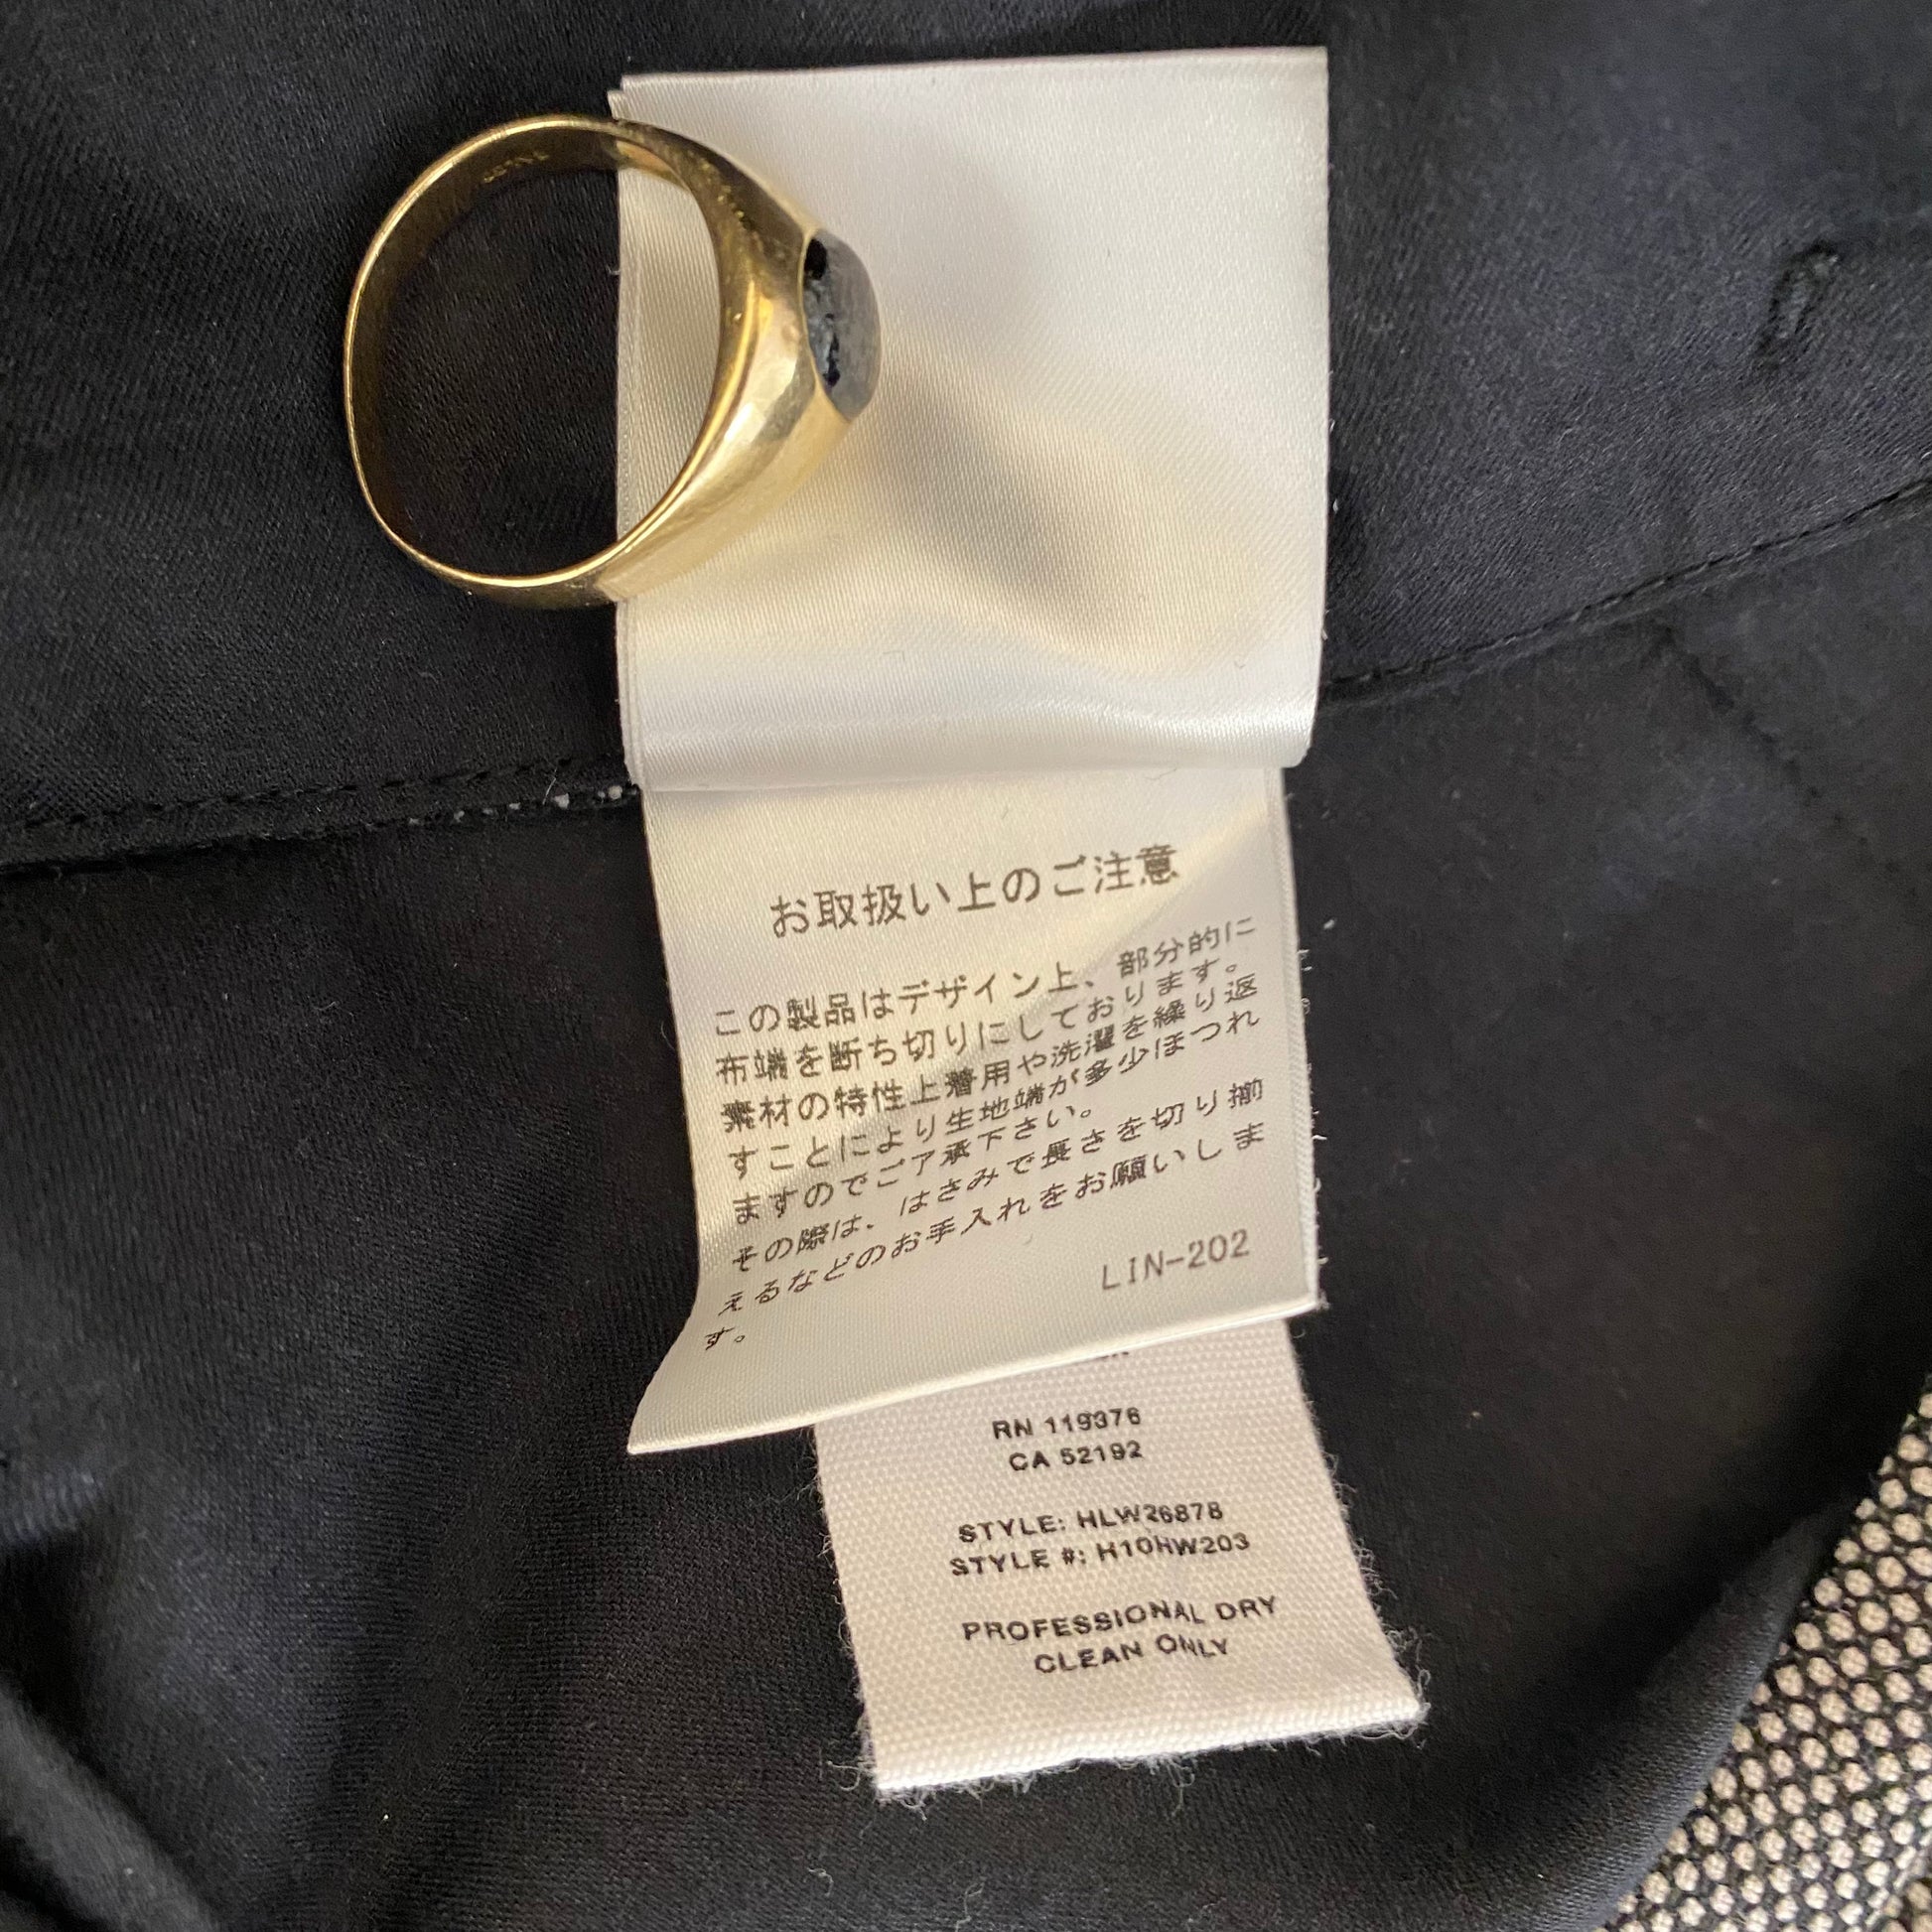 お取扱い上のご注意
この製品はデザイン上、部分的に
布端を断ち切りにしております。
素材の特性上着用や洗濯を繰り返
すことにより生地端が多少ほつれ
ますのでご了承下さい。
その際は、はさみで長さを切り揃
えるなどのお手入れをお願いしま
す。
LIN-202
RN 119376
CA 52192
STYLE: HLW26878
STYLE #: H10HW203
PROFESSIONAL DRY
CLEAN ONLY